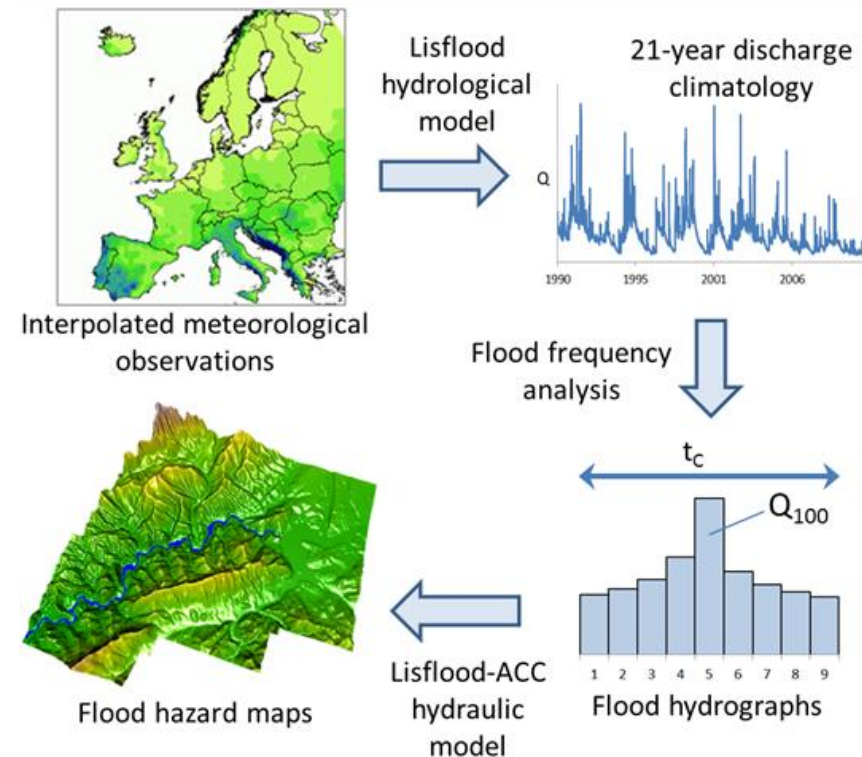 Lisflood
hydrological
model
21-year discharge
climatology
Q
1990 1995 2001 2006
Interpolated meteorological
observations
Flood frequency
analysis
tC
Q100
1 2 3 4 5 6 7 8 9
Flood hydrographs
Lisflood-ACC
hydraulic
model
Flood hazard maps